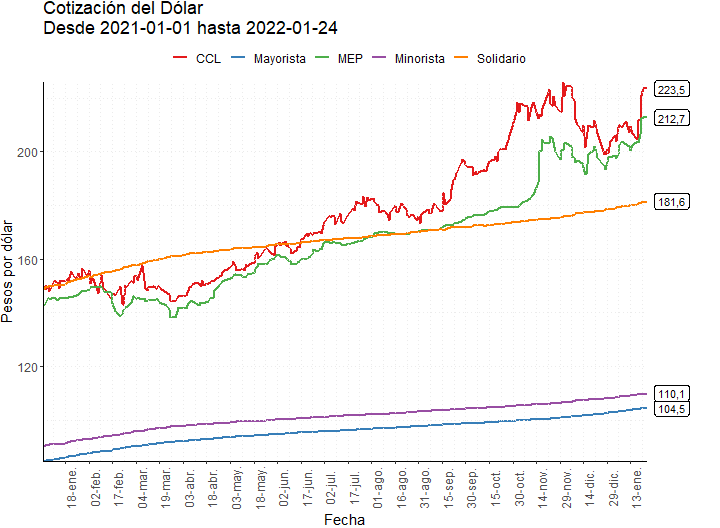 Cotización del Dólar
Desde 2021-01-01 hasta 2022-01-24
CCL Mayorista MEP Minorista Solidario
223,5
212,7
200
181,6
160
120
110,1
104,5
Pesos por dólar
18-ene. 02-feb. 17-feb. 04-mar. 19-mar. 03-abr. 18-abr. 03-may. 18-may. 02-jun. 17-jun. 02-jul. 17-jul. 01-ago. 16-ago. 31-ago. 15-sep. 30-sep. 15-oct. 30-oct. 14-nov. 29-nov. 14-dic. 29-dic. 13-ene.
Fecha